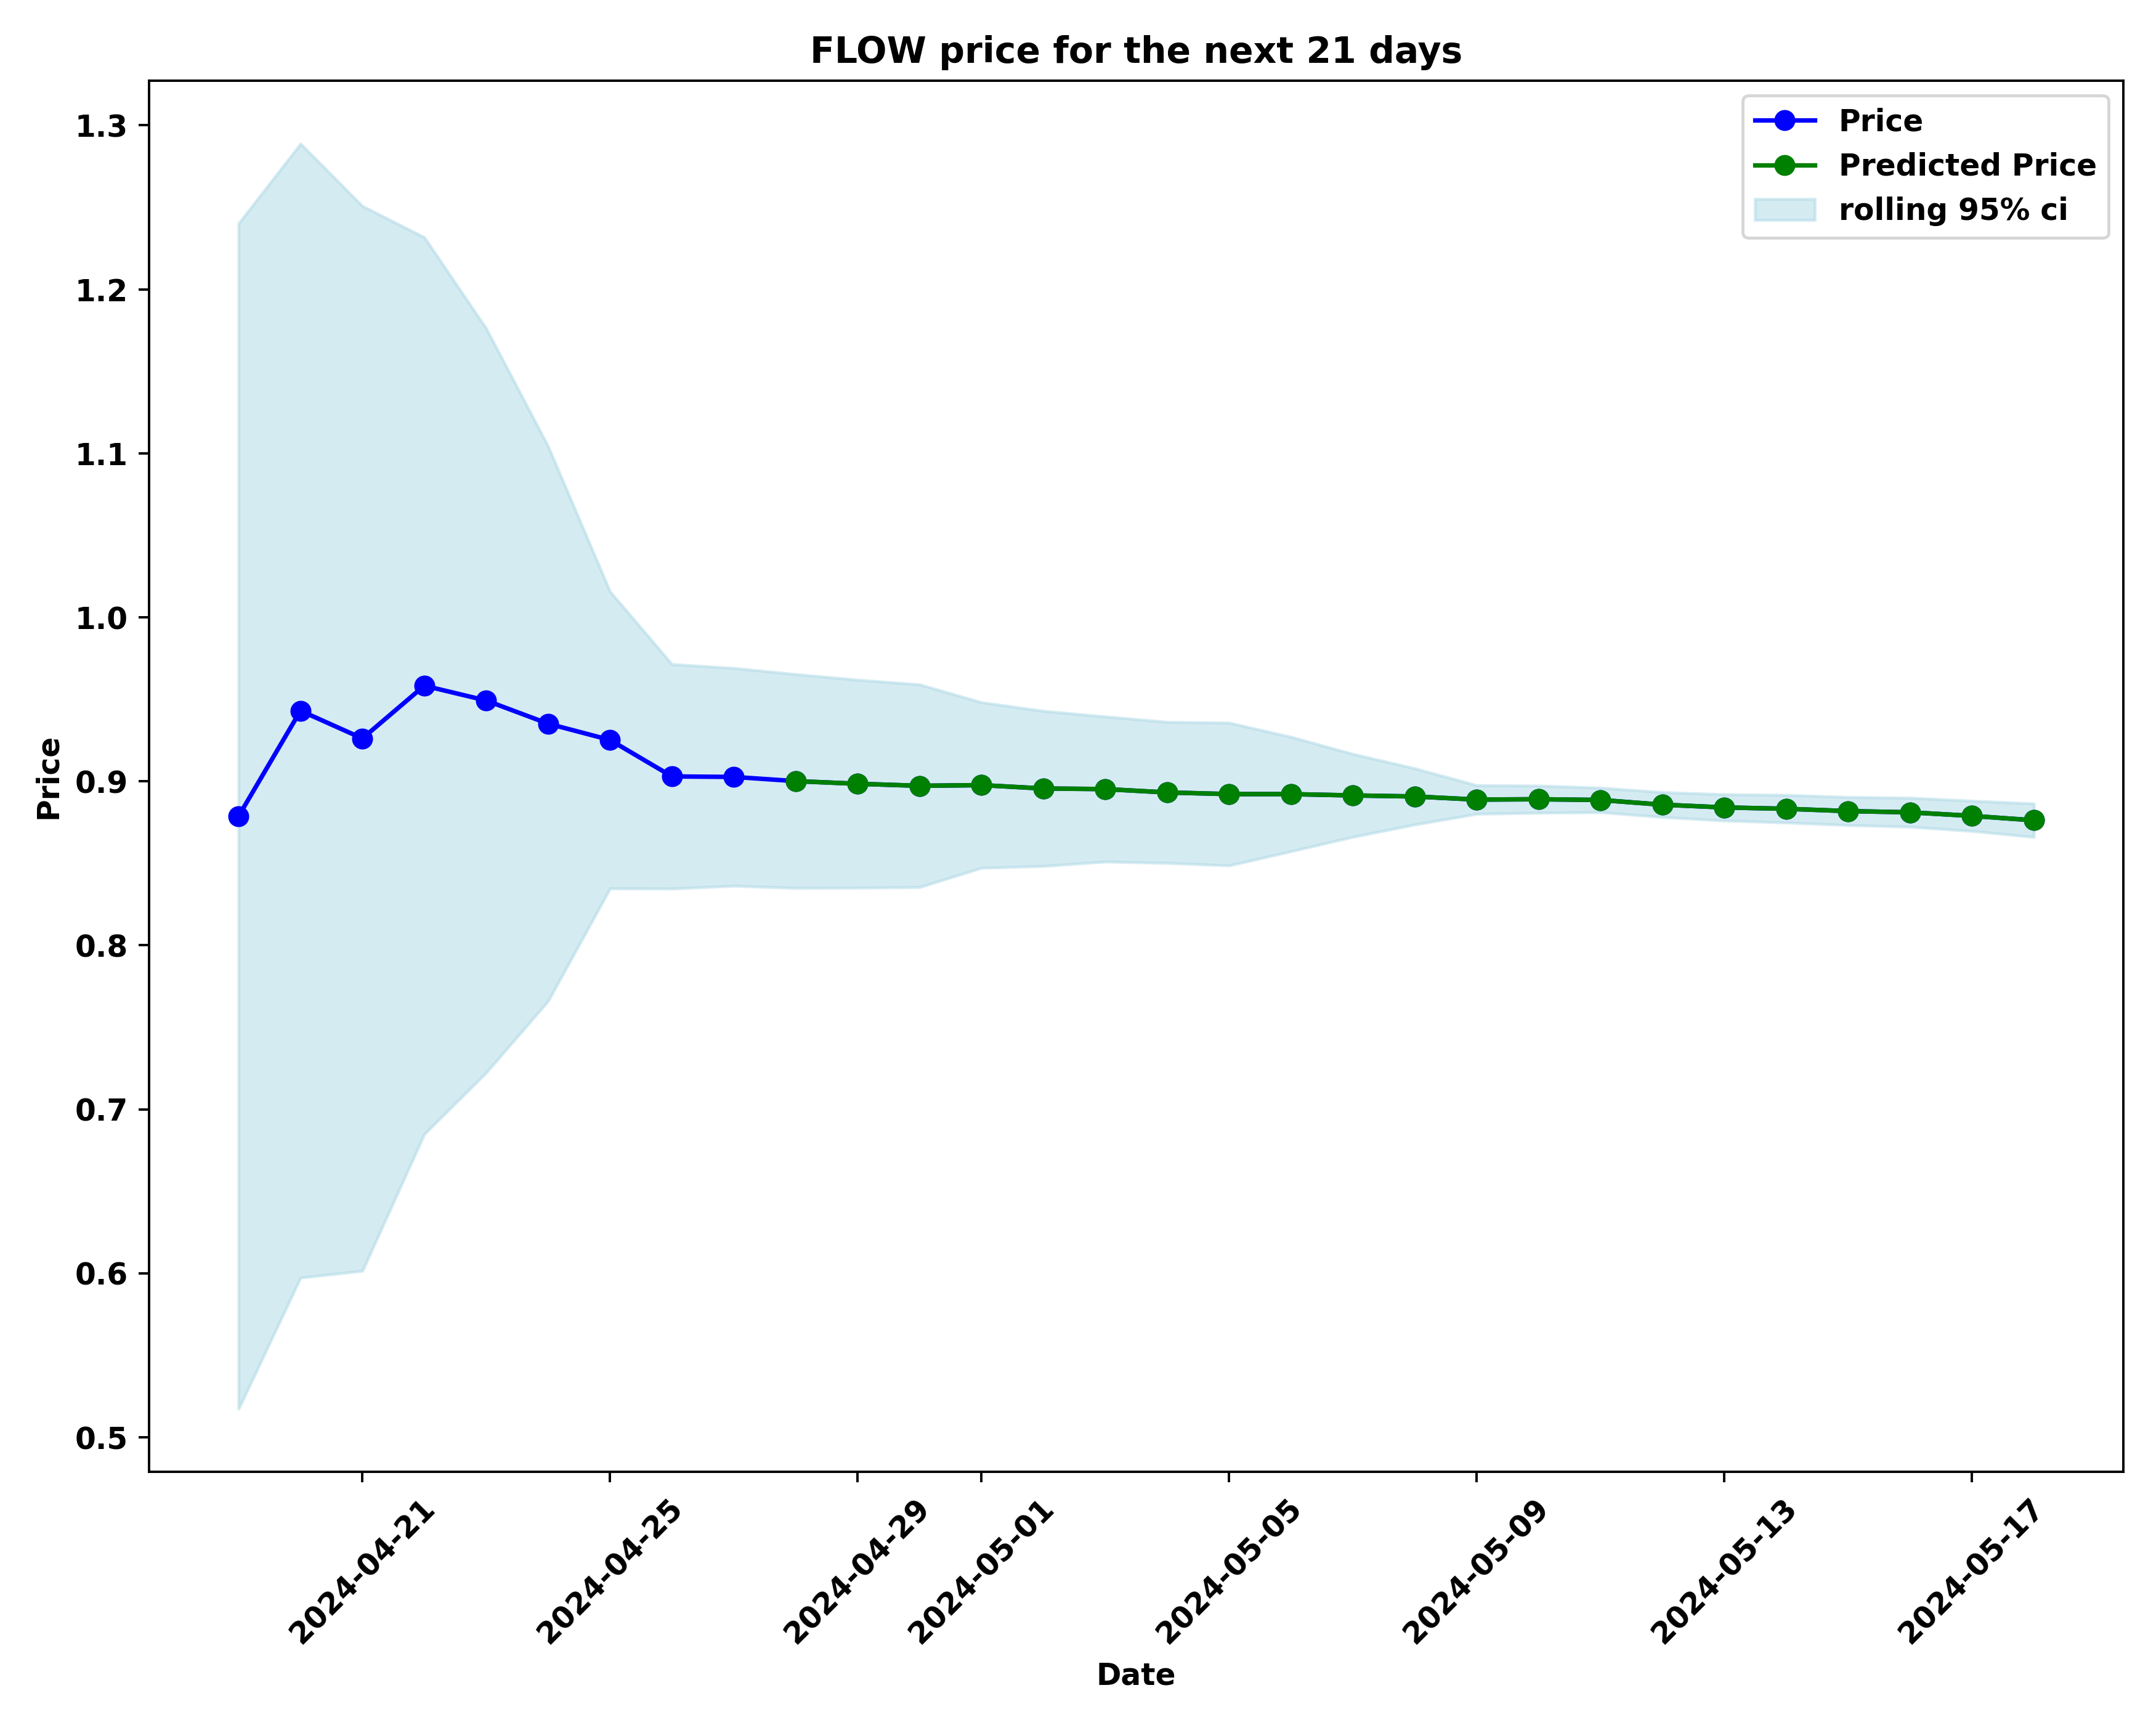 FLOW price for the next 21 days
Price
Predicted Price
rolling 95% ci
1.3
1.2
1.1
1.0
0.9
0.8
0.7
0.6
0.5
Price
2024-04-21
2024-04-25
2024-04-29
2024-05-01
2024-05-05
2024-05-09
2024-05-13
2024-05-17
Date